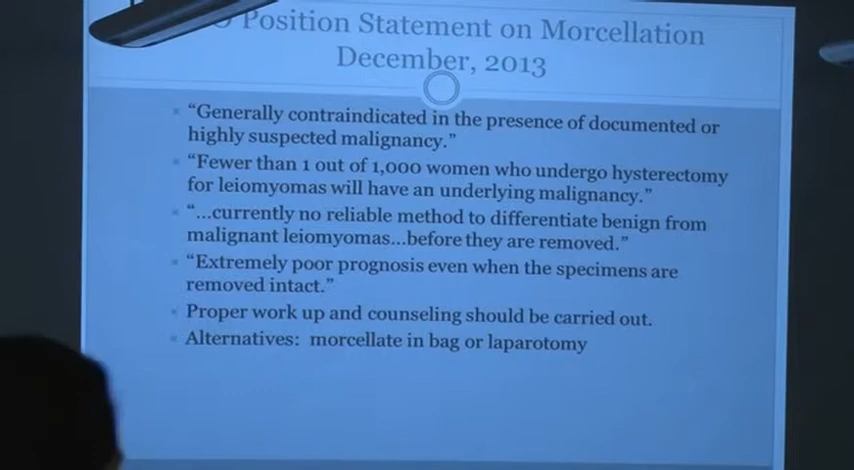 Position Statement on Morcellation
December, 2013
“Generally contraindicated in the presence of documented or
highly suspected malignancy.”
“Fewer than 1 out of 1,000 women who undergo hysterectomy
for leiomyomas will have an underlying malignancy.”
“...currently no reliable method to differentiate benign from
malignant leiomyomas...before they are removed.”
“Extremely poor prognosis even when the specimens are
removed intact.”
Proper work up and counseling should be carried out.
Alternatives: morcellate in bag or laparotomy